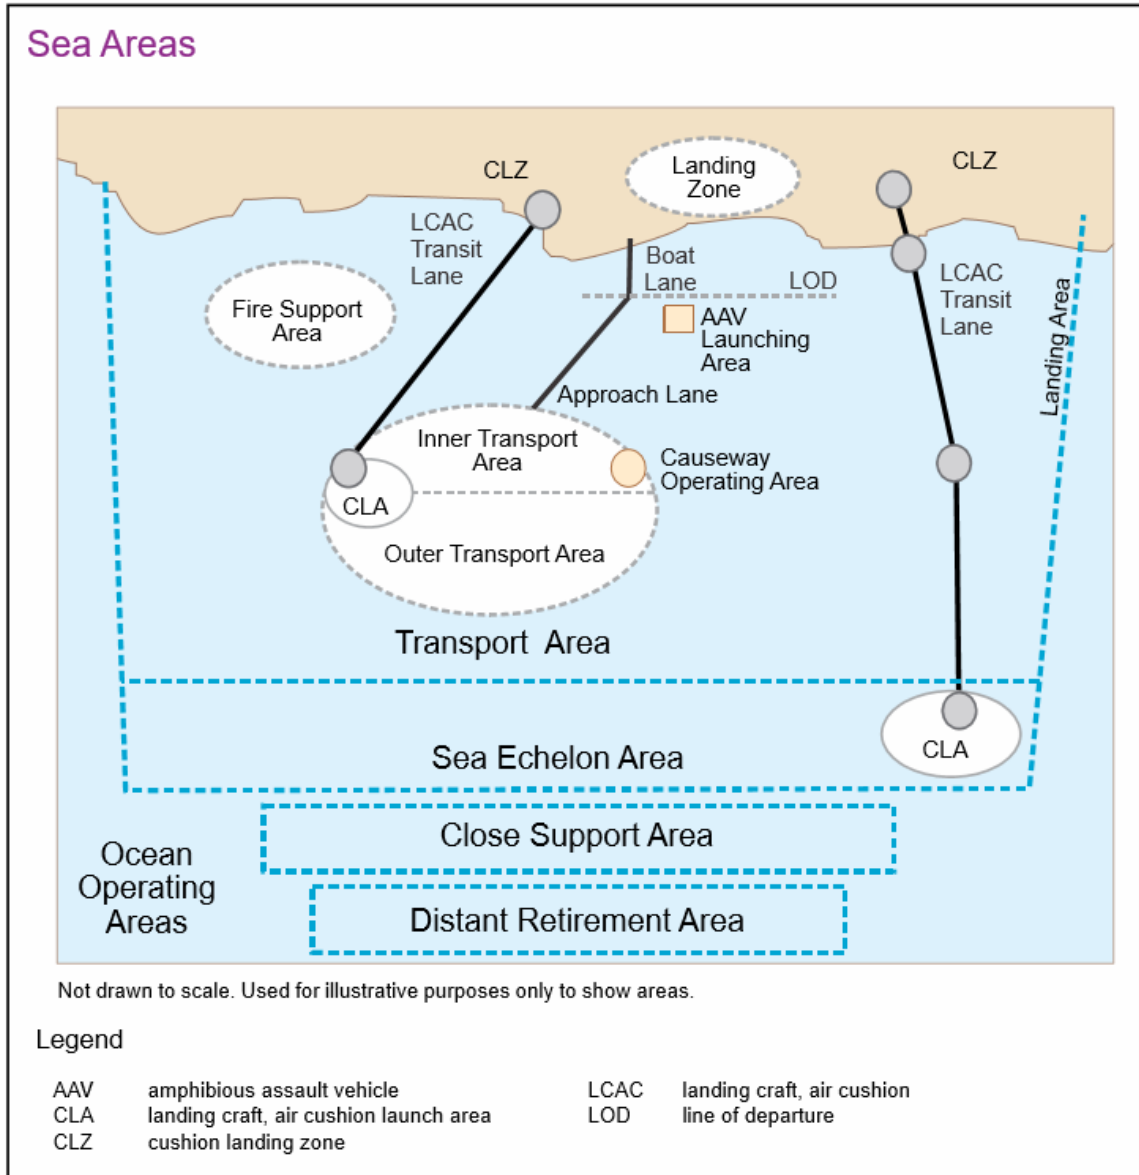 Sea Areas
CLZ
Landing
Zone
CLZ
LCAC
Transit
Lane
Boat
Lane
LOD
LCAC
Transit
Lane
Landing Area
Fire Support
Area
AAV
Launching
Area
Approach Lane
Inner Transport
Area
Causeway
Operating Area
CLA
Outer Transport Area
Transport Area
CLA
Sea Echelon Area
Close Support Area
Ocean
Operating
Areas
Distant Retirement Area
Not drawn to scale. Used for illustrative purposes only to show areas.
Legend
AAV amphibious assault vehicle
CLA landing craft, air cushion launch area
CLZ cushion landing zone
LCAC landing craft, air cushion
LOD line of departure